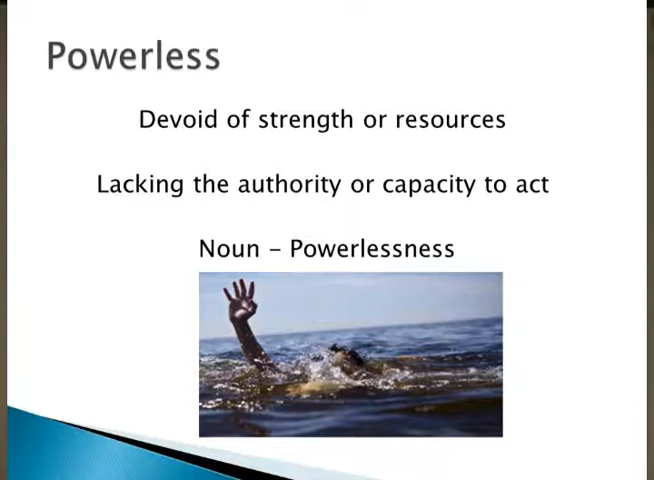 Powerless
Devoid of strength or resources
Lacking the authority or capacity to act
Noun – Powerlessness